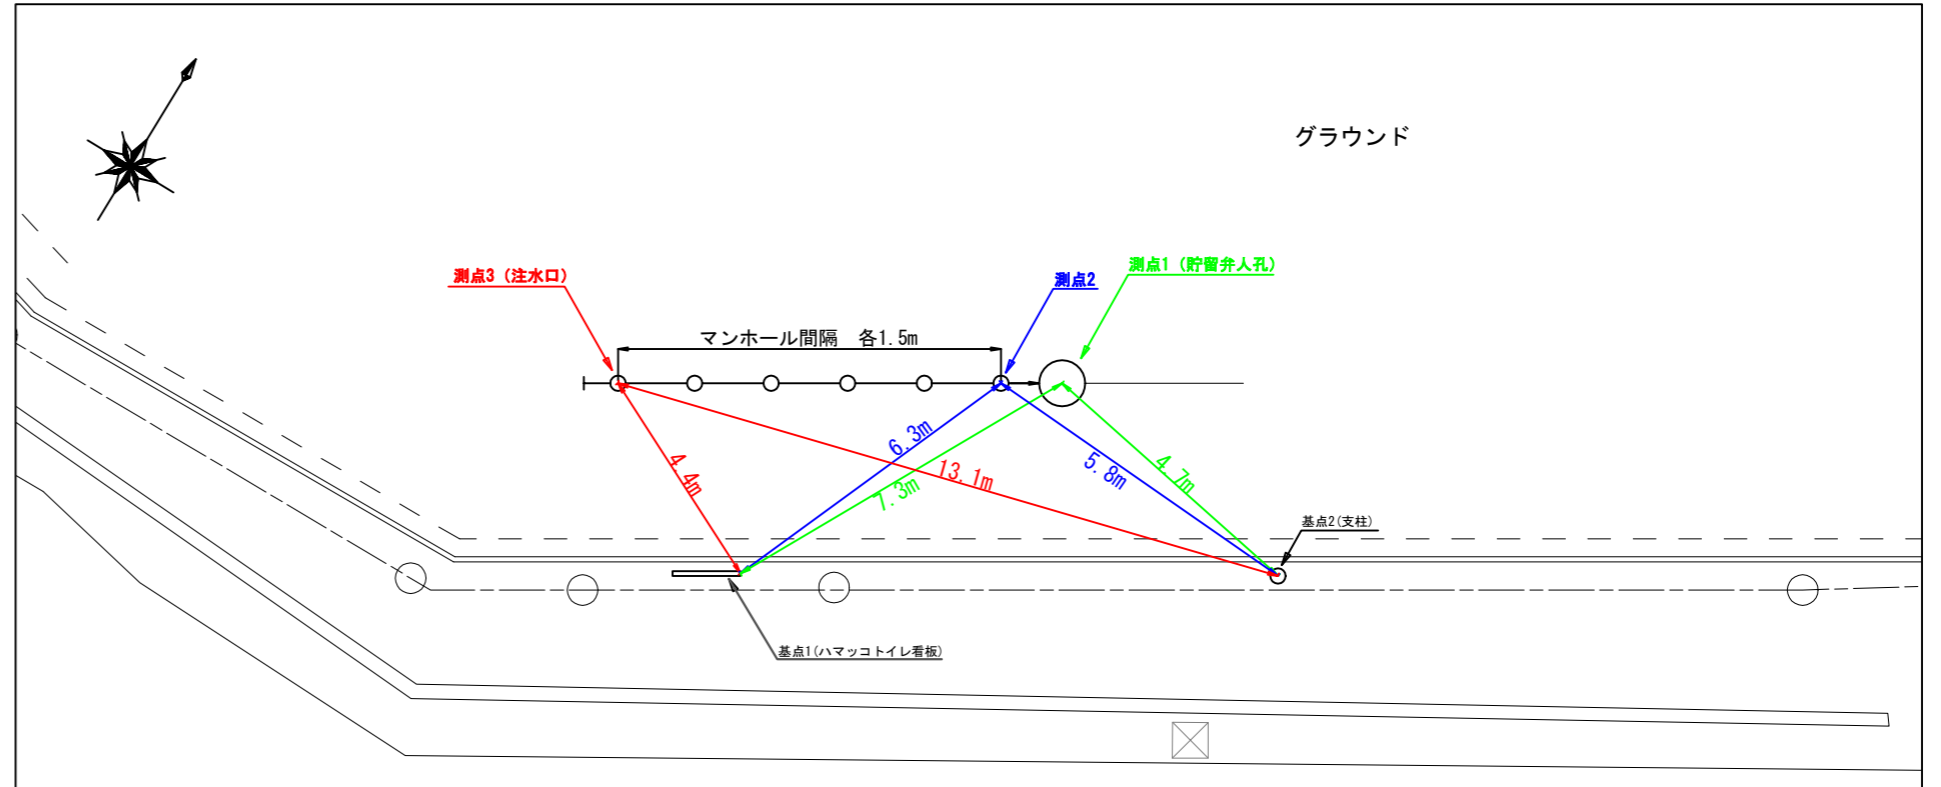 グラウンド
測点3（注水口）
測点2
測点1（貯留弁人孔）
マンホール間隔　各1.5m
6.3m
4.4m
13.1m
7.3m
5.8m
4.7m
基点2(支柱)
基点1(ハマッコトイレ看板)